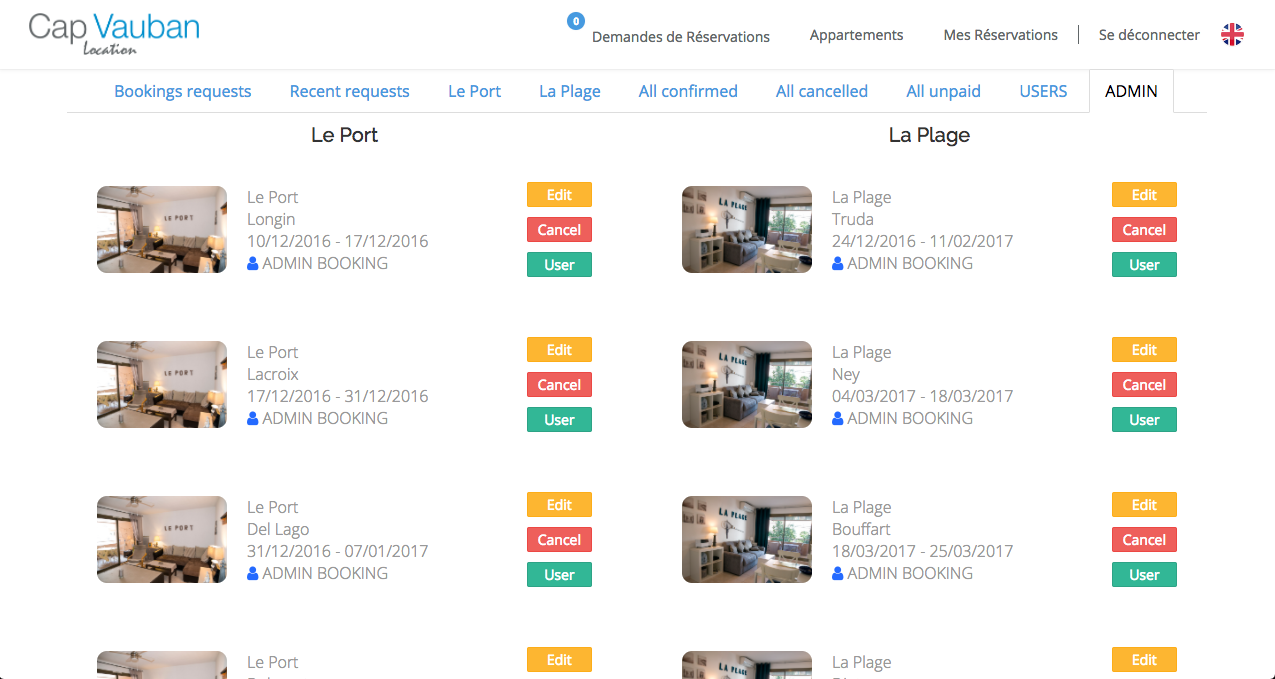 Cap Vauban
Location
0
Demandes de Réservations
Appartements
Mes Réservations
Se déconnecter
Bookings requests
Recent requests
Le Port
La Plage
All confirmed
All cancelled
All unpaid
USERS
ADMIN
Le Port
LE PORT
Le Port
Longin
10/12/2016 - 17/12/2016
ADMIN BOOKING
Edit
Cancel
User
LE PORT
Le Port
Lacroix
17/12/2016 - 31/12/2016
ADMIN BOOKING
Edit
Cancel
User
LE PORT
Le Port
Del Lago
31/12/2016 - 07/01/2017
ADMIN BOOKING
Edit
Cancel
User
Le Port
Edit
La Plage
LA PLAGE
La Plage
Truda
24/12/2016 - 11/02/2017
ADMIN BOOKING
Edit
Cancel
User
LA PLAGE
La Plage
Ney
04/03/2017 - 18/03/2017
ADMIN BOOKING
Edit
Cancel
User
LA PLAGE
La Plage
Bouffart
18/03/2017 - 25/03/2017
ADMIN BOOKING
Edit
Cancel
User
LA PLAGE
La Plage
Edit